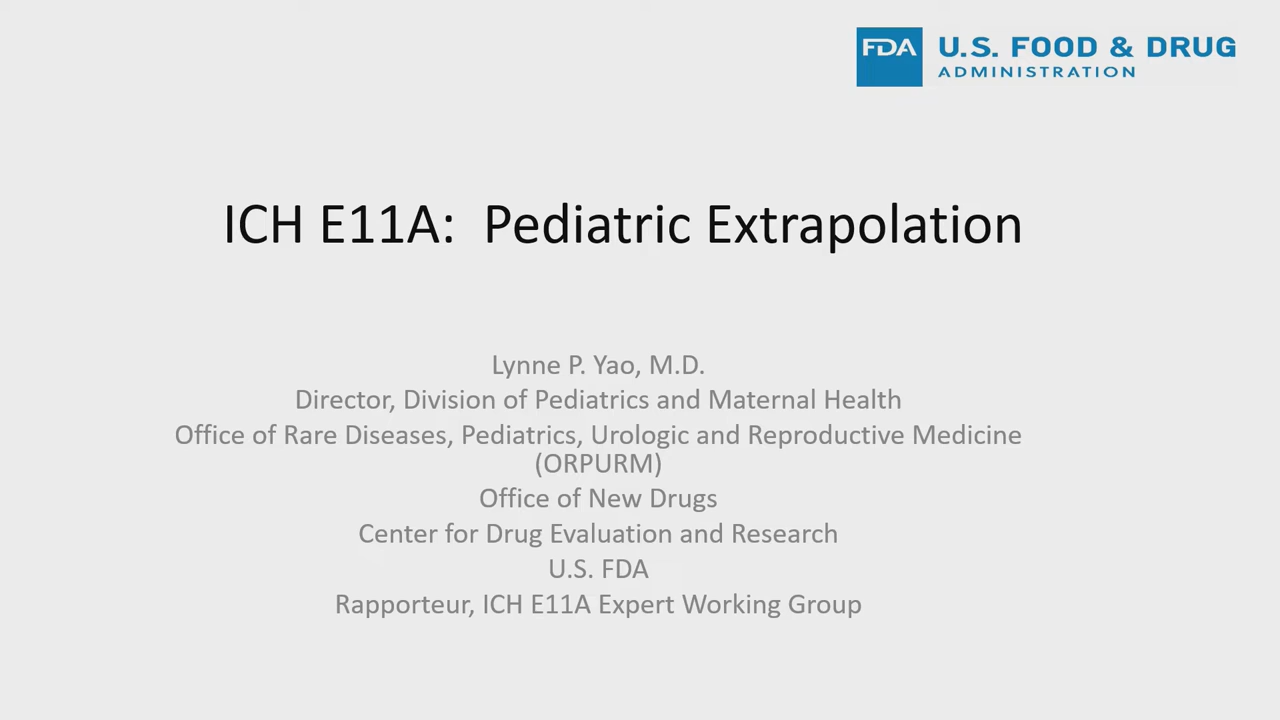 FDA U.S. FOOD & DRUG
ADMINISTRATION
ICH E11A: Pediatric Extrapolation
Lynne P. Yao, M.D.
Director, Division of Pediatrics and Maternal Health
Office of Rare Diseases, Pediatrics, Urologic and Reproductive Medicine
(ORPURM)
Office of New Drugs
Center for Drug Evaluation and Research
U.S. FDA
Rapporteur, ICH E11A Expert Working Group